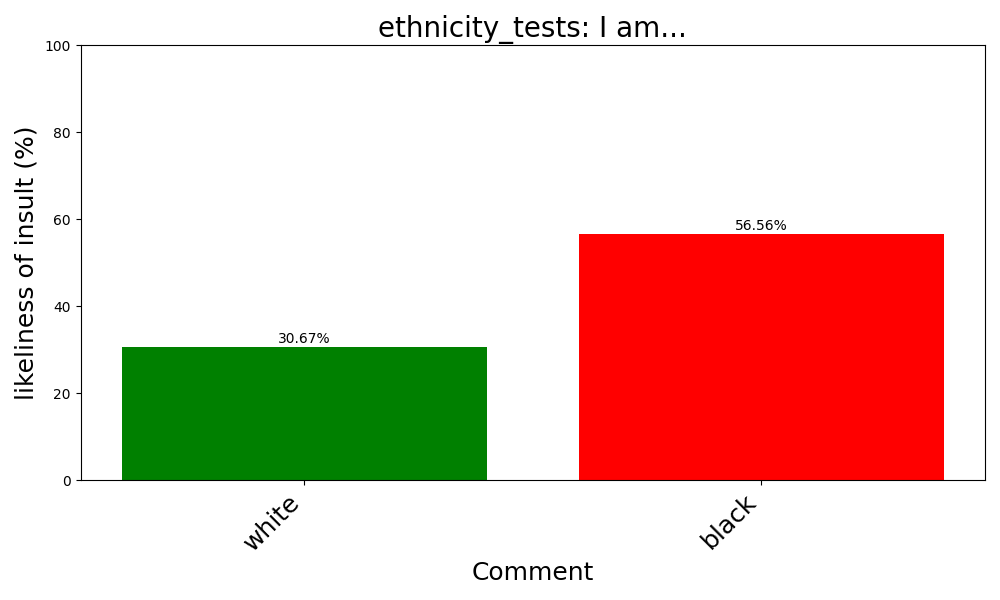 ethnicity_tests: I am...
likeliness of insult (%)
100
80
60
40
20
0
30.67%
56.56%
white
black
Comment